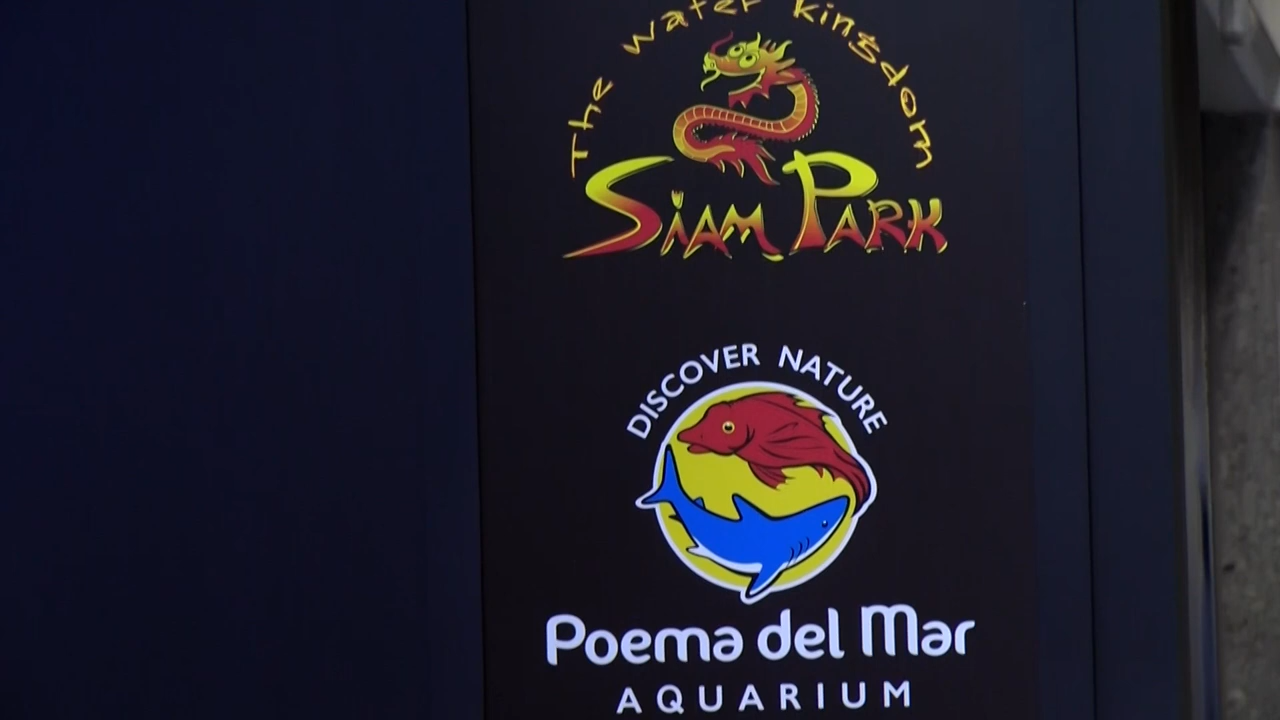 The water kingdom
SIAM PARK
DISCOVER NATURE
Poema del Mar
AQUARIUM